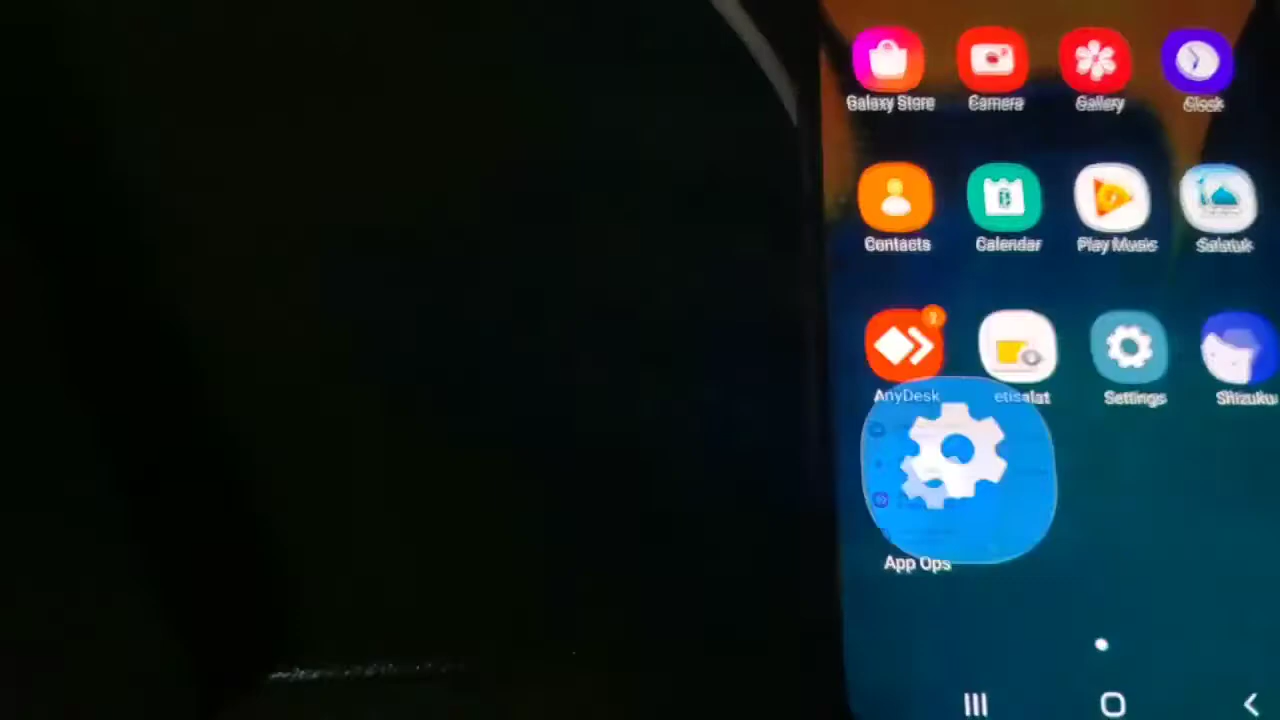 Galaxy Store Camera Gallery Clock
Contacts Calendar Play Music Salatuk
AnyDesk etisalat Settings Shizuku
App Ops